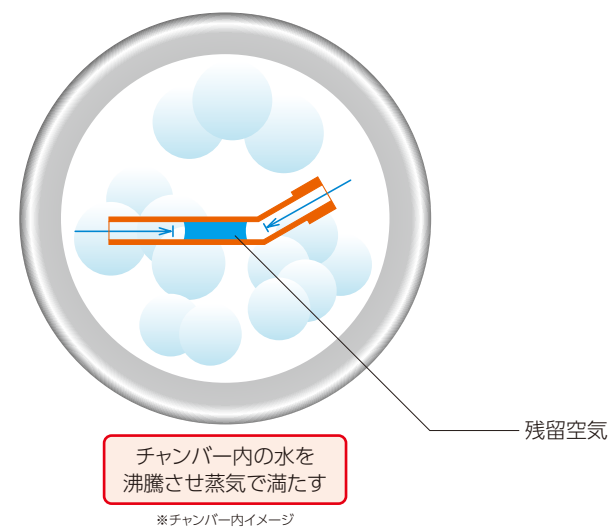 残留空気
チャンバー内の水を
沸騰させ蒸気で満たす
※チャンバー内イメージ